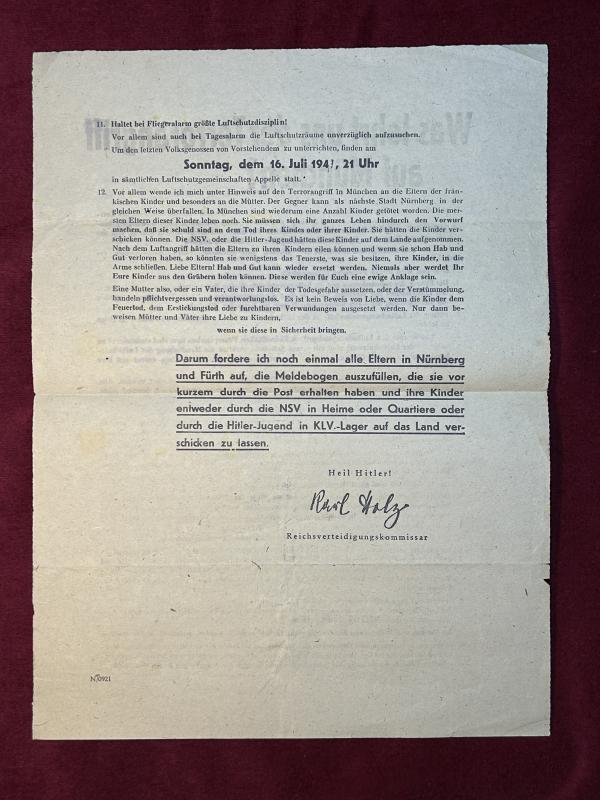 11. Haltet bei Fliegeralarm größte Luftschutzdisziplin!
Vor allem sind auch bei Tagesalarm die Luftschutzräume unverzüglich aufzusuchen.
Um den letzten Volksgenossen von Vorstehendem zu unterrichten, finden am
Sonntag, dem 16. Juli 1944, 21 Uhr
in sämtlichen Luftschutzgemeinschaften Appelle statt.
12. Vor allem wende ich mich unter Hinweis auf den Terrorangriff in München an die Eltern der frän-
kischen Kinder und besonders an die Mütter. Der Gegner kann als nächste Stadt Nürnberg in der
gleichen Weise überfallen. In München sind wiederum eine Anzahl Kinder getötet worden. Die mei-
sten Eltern dieser Kinder leben noch. Sie müssen sich ihr ganzes Leben hindurch den Vorwurf
machen, daß sie schuld sind an dem Tod ihres Kindes oder ihrer Kinder. Sie hätten die Kinder ver-
schicken können. Die NSV. oder die Hitler-Jugend hätten diese Kinder auf dem Lande aufgenommen.
Nach dem Luftangriff hätten die Eltern zu ihren Kindern eilen können und wenn sie schon Hab und
Gut verloren haben, so könnten sie wenigstens das Teuerste, was sie besitzen, ihre Kinder, in die
Arme schließen. Liebe Eltern! Hab und Gut kann wieder ersetzt werden. Niemals aber werdet Ihr
Eure Kinder aus den Gräbern holen können. Diese werden für Euch eine ewige Anklage sein.
Eine Mutter also, oder ein Vater, die ihre Kinder der Todesgefahr aussetzen, oder der Verstümmelung,
handeln pflichtvergessen und verantwortungslos. Es ist kein Beweis von Liebe, wenn die Kinder dem
Feuertod, dem Erstickungstod oder furchtbaren Verwundungen ausgesetzt werden. Nur dann be-
weisen Mütter und Väter ihre Liebe zu Kindern,
wenn sie diese in Sicherheit bringen.
Darum fordere ich noch einmal alle Eltern in Nürnberg
und Fürth auf, die Meldebogen auszufüllen, die sie vor
kurzem durch die Post erhalten haben und ihre Kinder
entweder durch die NSV in Heime oder Quartiere oder
durch die Hitler-Jugend in KLV.-Lager auf das Land ver-
schicken zu lassen.
Heil Hitler!
Karl Holz
Reichsverteidigungskommissar
N/0921